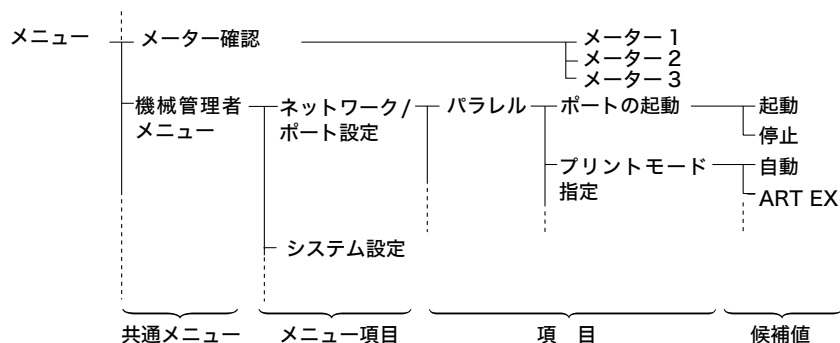 メニュー
メーター確認
メーター1
メーター2
メーター3
機械管理者
メニュー
ネットワーク/
ポート設定
パラレル
ポートの起動
起動
停止
プリントモード
指定
自動
ART EX
システム設定
共通メニュー
メニュー項目
項 目
候補値